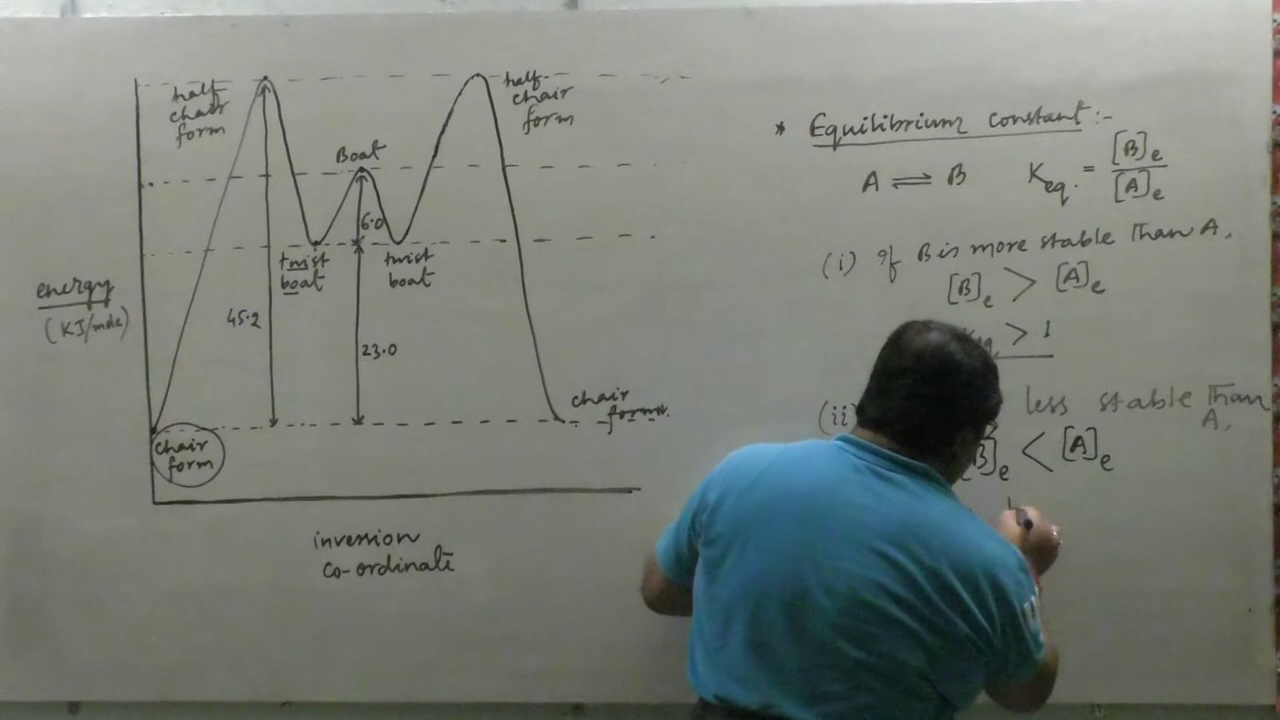 half-
chair
form
half-
chair
form
Boat
6.0
twist
boat
twist
boat
energy
(KJ/mole)
45.2
23.0
chair
form
chair
form
inversion
co-ordinate
* Equilibrium constant :-
A ⇌ B Keq. = [B]e / [A]e
(i) If B is more stable than A,
[B]e > [A]e
> 1
(ii) less stable than
A,
[B]e < [A]e